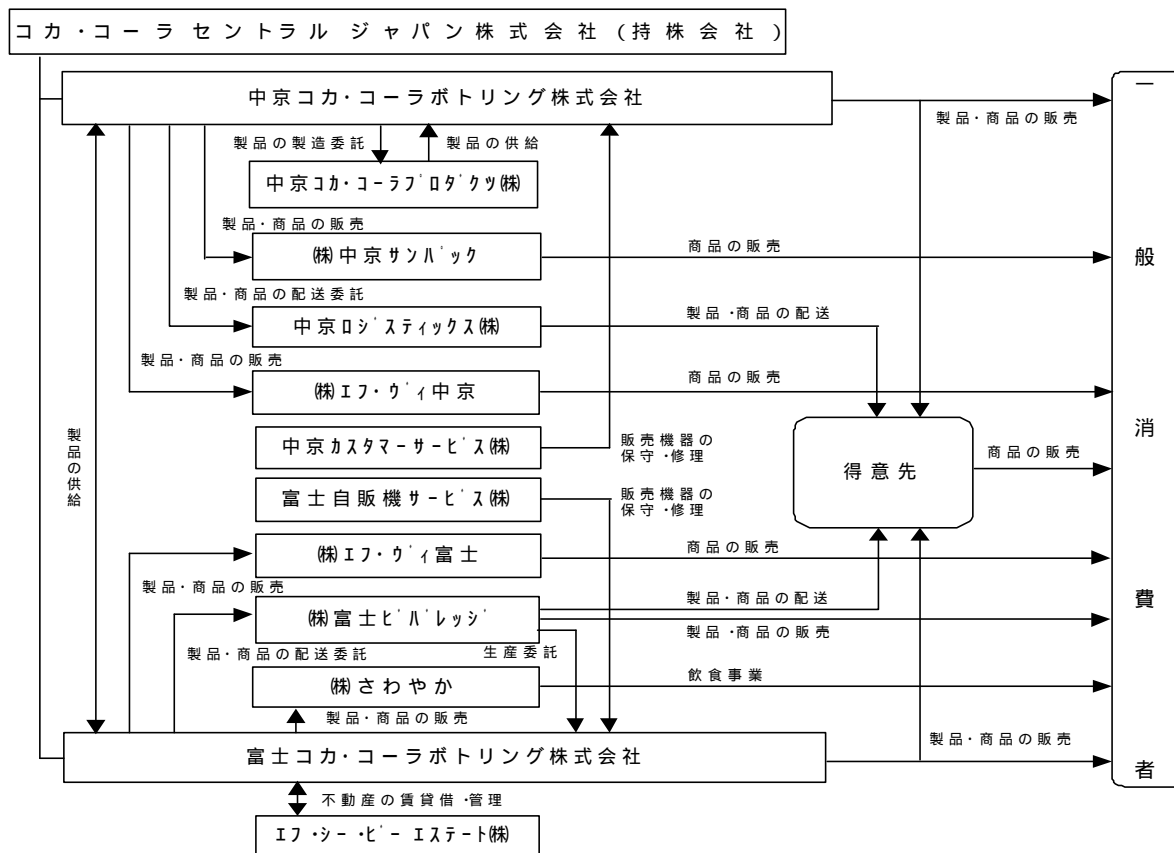 コカ・コーラ セントラル ジャパン株式会社(持株会社)
中京コカ・コーラボトリング株式会社
製品・商品の販売
製品の製造委託
製品の供給
中京コカ・コーラプロダクツ㈱
製品・商品の販売
㈱中京サンパック
商品の販売
製品・商品の配送委託
中京ロジスティックス㈱
製品・商品の配送
製品・商品の販売
㈱エフ・ヴィ中京
商品の販売
中京カスタマーサービス㈱
販売機器の
保守・修理
得意先
商品の販売
製品の供給
富士自販機サービス㈱
販売機器の
保守・修理
㈱エフ・ヴィ富士
商品の販売
製品・商品の販売
㈱富士ビバレッジ
製品・商品の配送
製品・商品の販売
製品・商品の配送委託
生産委託
㈱さわやか
飲食事業
製品・商品の販売
富士コカ・コーラボトリング株式会社
製品・商品の販売
不動産の賃貸借・管理
エフ・シー・ビー エステート㈱
一般消費者